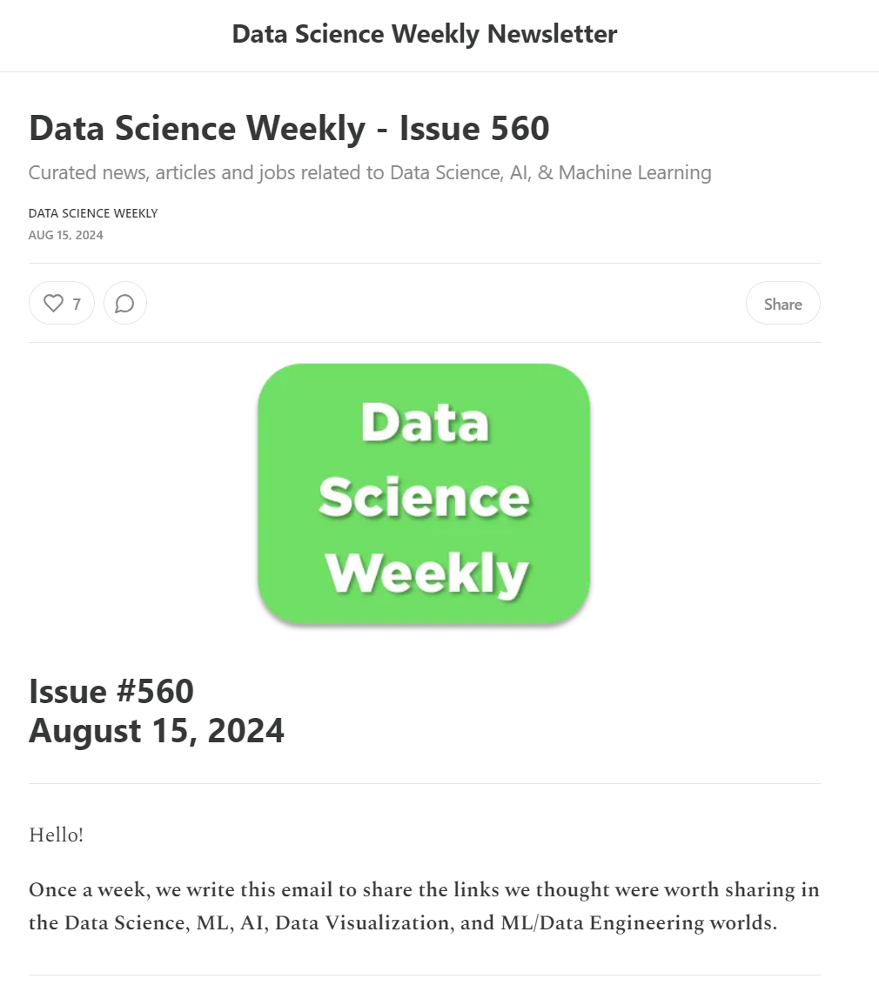 Data Science Weekly Newsletter
Data Science Weekly - Issue 560
Curated news, articles and jobs related to Data Science, AI, & Machine Learning
DATA SCIENCE WEEKLY
AUG 15, 2024
7
Share
Data
Science
Weekly
Issue #560
August 15, 2024
Hello!
Once a week, we write this email to share the links we thought were worth sharing in
the Data Science, ML, AI, Data Visualization, and ML/Data Engineering worlds.